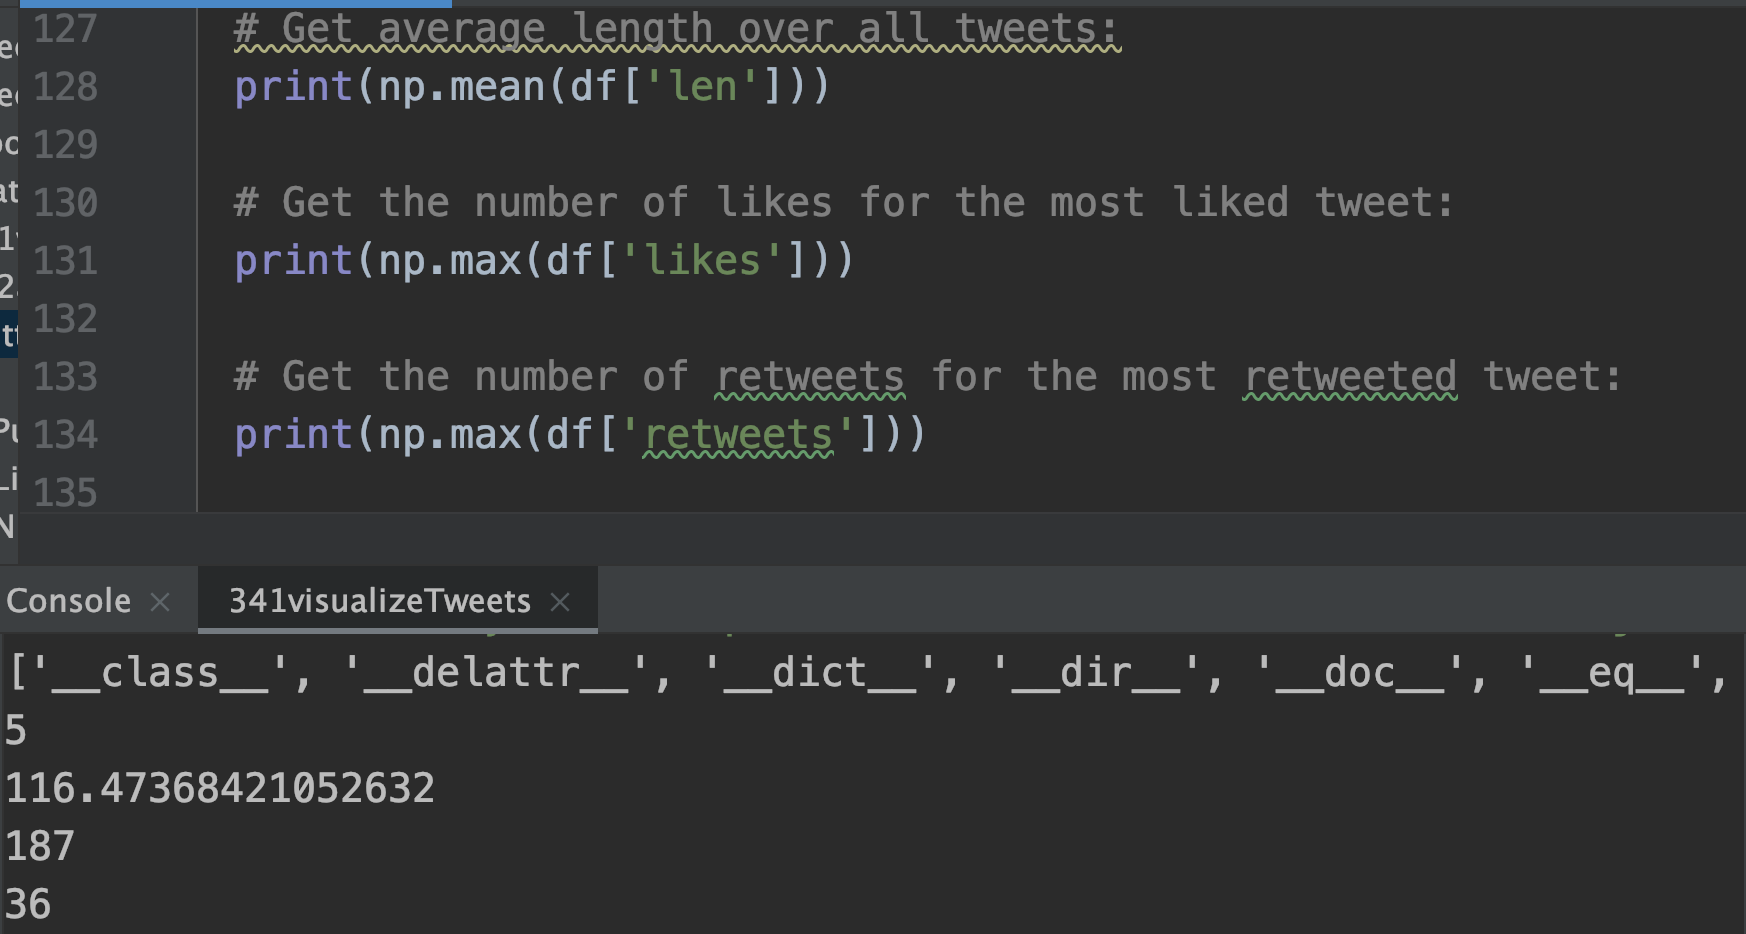 127 # Get average length over all tweets:
128 print(np.mean(df['len']))
129
130 # Get the number of likes for the most liked tweet:
131 print(np.max(df['likes']))
132
133 # Get the number of retweets for the most retweeted tweet:
134 print(np.max(df['retweets']))
135
Console × 341visualizeTweets ×
['__class__', '__delattr__', '__dict__', '__dir__', '__doc__', '__eq__',
5
116.47368421052632
187
36